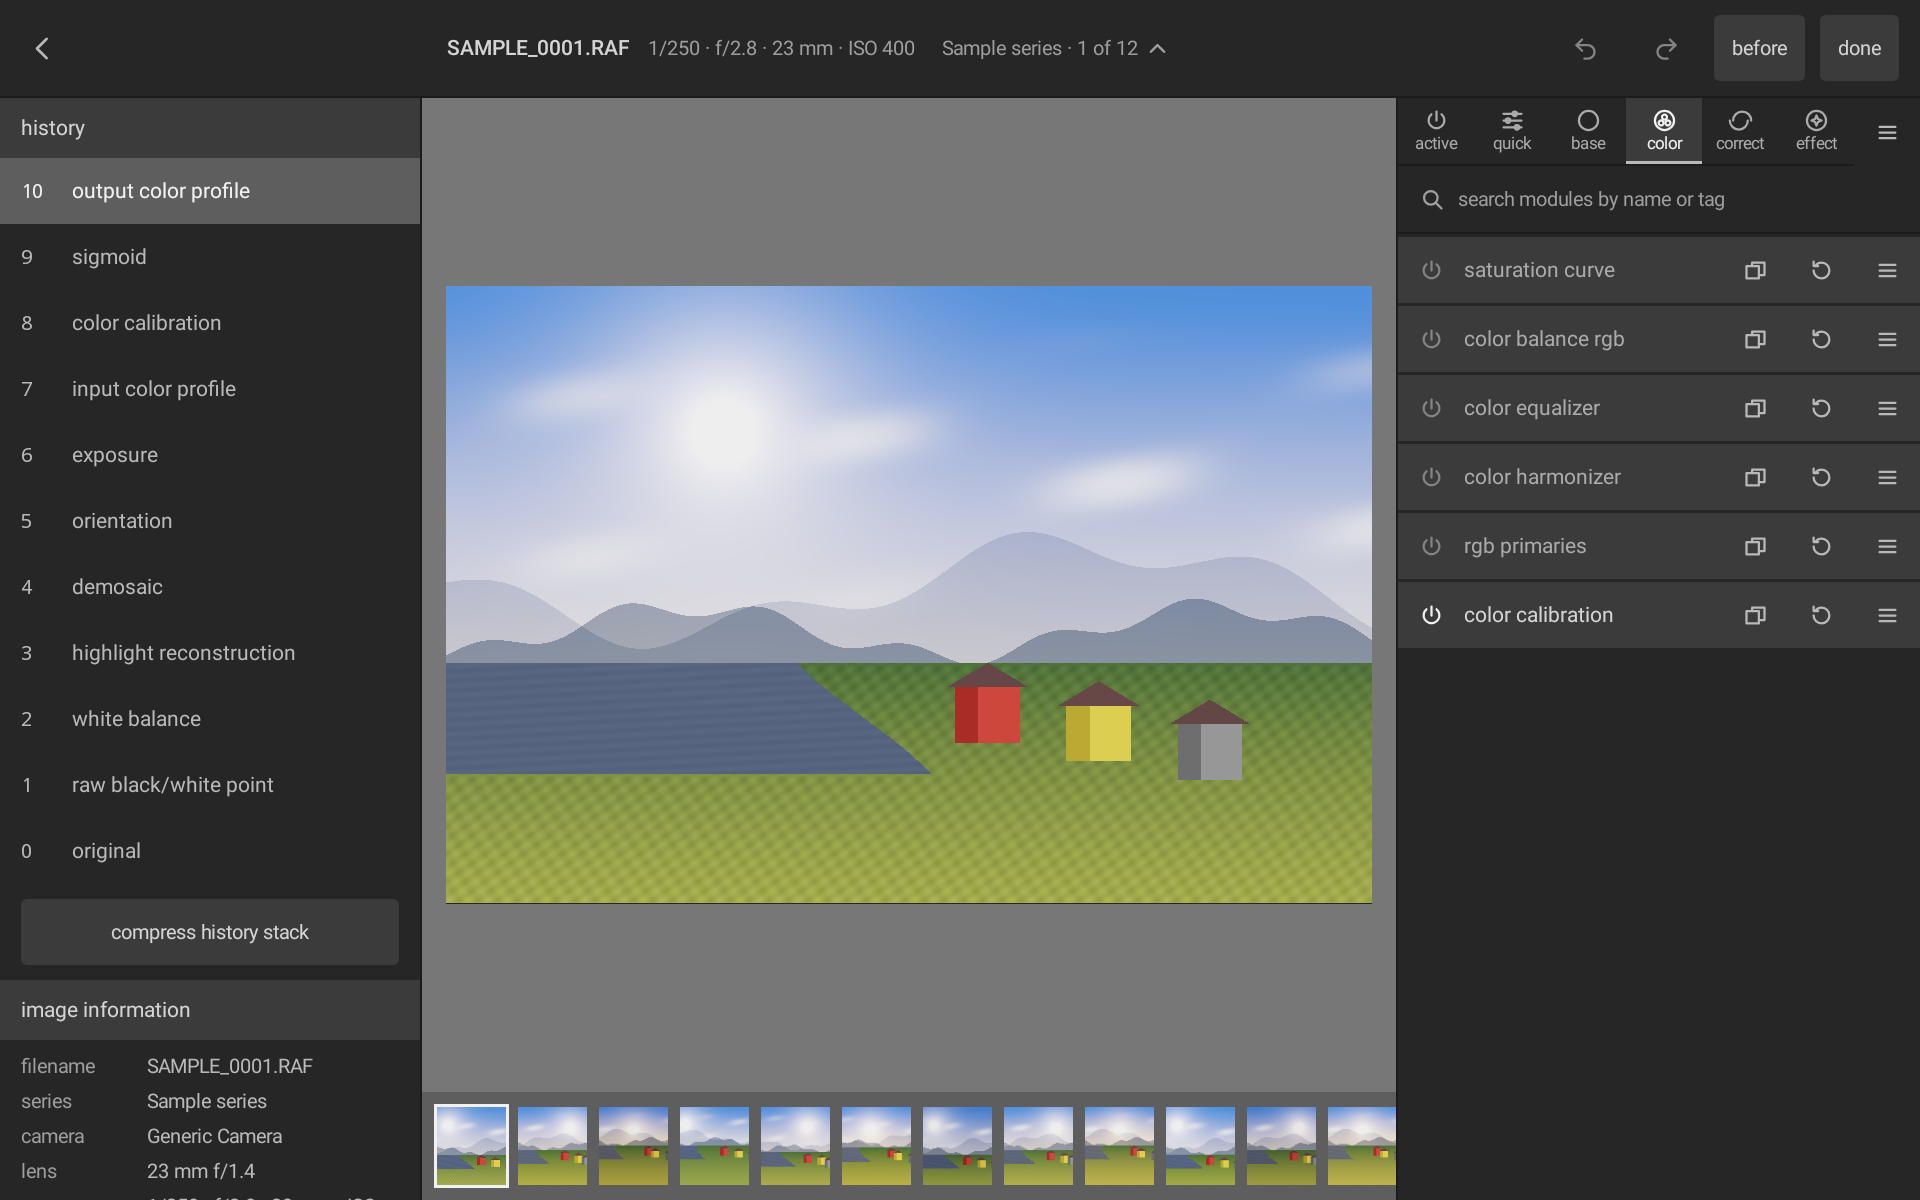 SAMPLE_0001.RAF 1/250 · f/2.8 · 23 mm · ISO 400 Sample series · 1 of 12
before
done
history
10 output color profile
9 sigmoid
8 color calibration
7 input color profile
6 exposure
5 orientation
4 demosaic
3 highlight reconstruction
2 white balance
1 raw black/white point
0 original
compress history stack
image information
filename SAMPLE_0001.RAF
series Sample series
camera Generic Camera
lens 23 mm f/1.4
active quick base color correct effect
search modules by name or tag
saturation curve
color balance rgb
color equalizer
color harmonizer
rgb primaries
color calibration